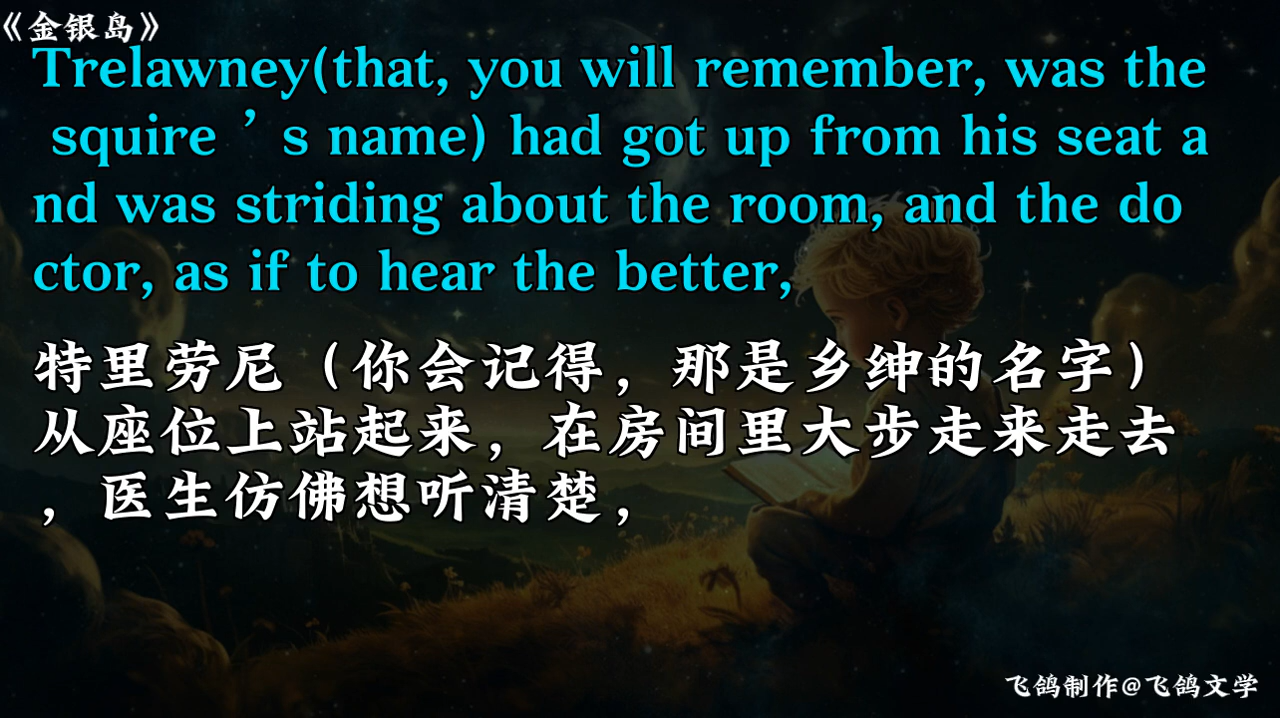 《金银岛》
Trelawney(that, you will remember, was the
squire ’ s name) had got up from his seat a
nd was striding about the room, and the do
ctor, as if to hear the better,
特里劳尼（你会记得，那是乡绅的名字）
从座位上站起来，在房间里大步走来走去
，医生仿佛想听清楚，
飞鸽制作@飞鸽文学